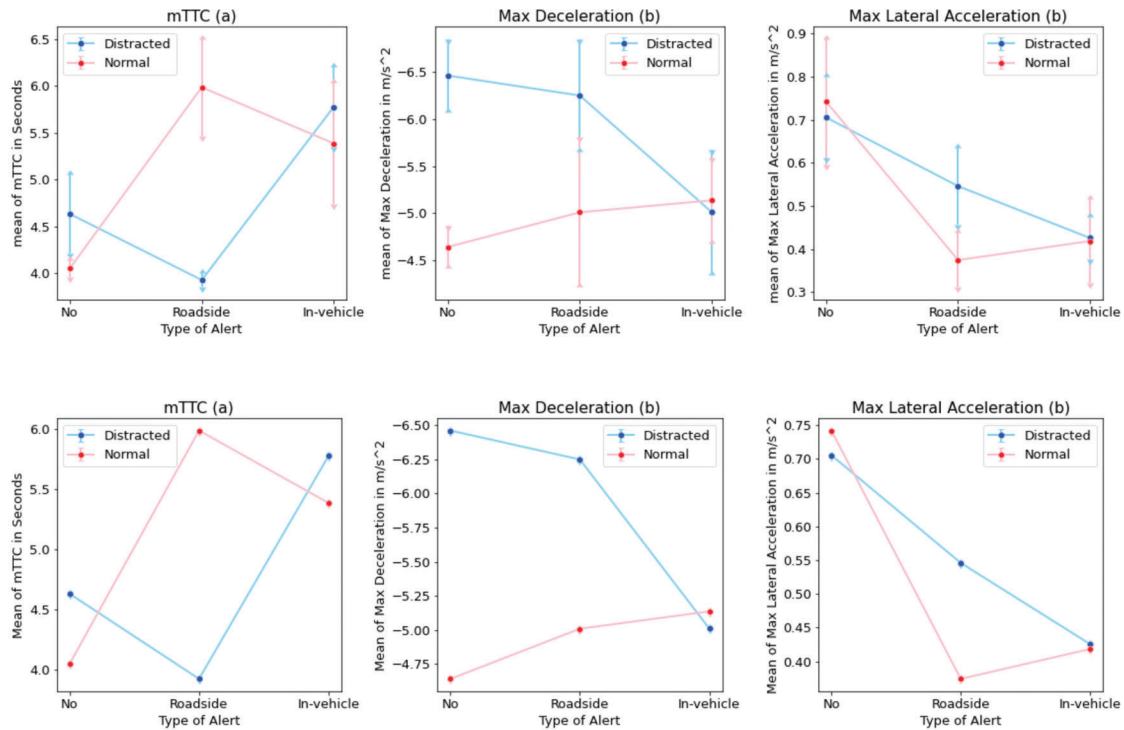 mTTC (a)
mean of mTTC in Seconds
6.5
6.0
5.5
5.0
4.5
4.0
Distracted
Normal
No
Roadside
In-vehicle
Type of Alert
Max Deceleration (b)
mean of Max Deceleration in m/s^2
−6.5
−6.0
−5.5
−5.0
−4.5
Distracted
Normal
No
Roadside
In-vehicle
Type of Alert
Max Lateral Acceleration (b)
mean of Max Lateral Acceleration in m/s^2
0.9
0.8
0.7
0.6
0.5
0.4
0.3
Distracted
Normal
No
Roadside
In-vehicle
Type of Alert
mTTC (a)
Mean of mTTC in Seconds
6.0
5.5
5.0
4.5
4.0
Distracted
Normal
No
Roadside
In-vehicle
Type of Alert
Max Deceleration (b)
Mean of Max Deceleration in m/s^2
−6.50
−6.25
−6.00
−5.75
−5.50
−5.25
−5.00
−4.75
Distracted
Normal
No
Roadside
In-vehicle
Type of Alert
Max Lateral Acceleration (b)
Mean of Max Lateral Acceleration in m/s^2
0.75
0.70
0.65
0.60
0.55
0.50
0.45
0.40
Distracted
Normal
No
Roadside
In-vehicle
Type of Alert